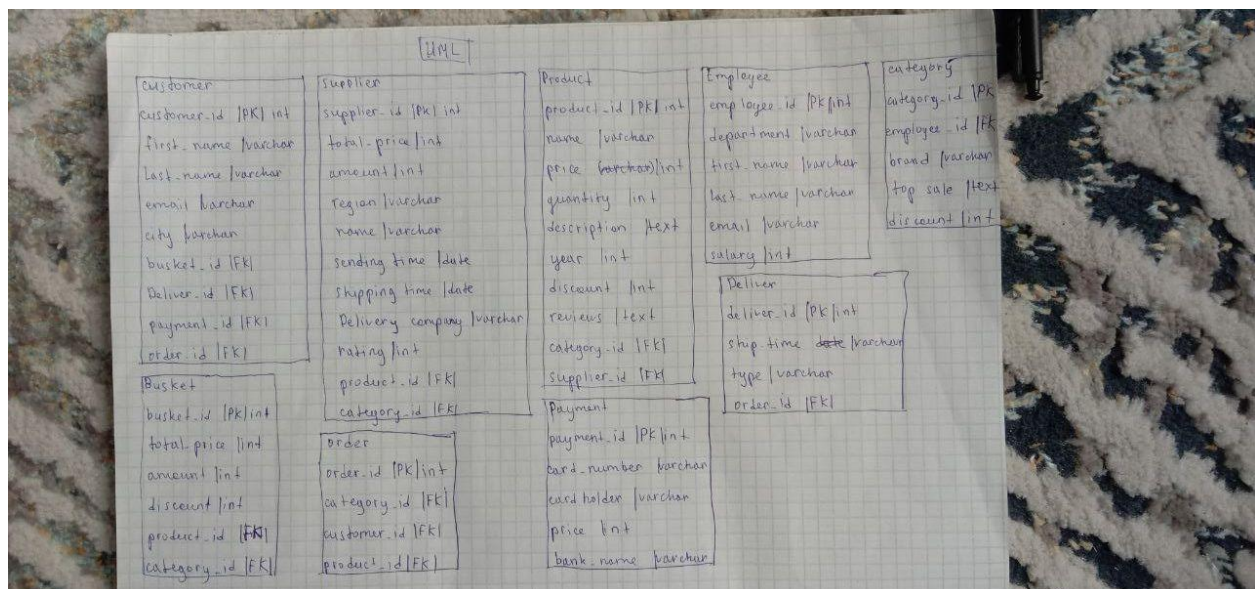 UML
customer
customer_id |PK| int
first_name |varchar
Last_name |varchar
email |varchar
city |varchar
busket_id |FK|
Deliver_id |FK|
payment_id |FK|
order_id |FK|
supplier
supplier_id |PK| int
total_price |int
amount |int
region |varchar
name |varchar
sending time |date
shipping time |date
Delivery company |varchar
rating |int
product_id |FK|
category_id |FK|
Product
product_id |PK| int
name |varchar
price (varchar) |int
quantity |int
description |text
year |int
discount |int
reviews |text
category_id |FK|
supplier_id |FK|
Employee
employee_id |PK|int
department |varchar
first_name |varchar
last_name |varchar
email |varchar
salary |int
category
category_id |PK
employee_id |FK
brand |varchar
top sale |text
discount |int
Busket
busket_id |PK|int
total_price |int
amount |int
discount |int
product_id |FK|
category_id |FK|
order
order_id |PK|int
category_id |FK|
customer_id |FK|
product_id |FK|
Payment
payment_id |PK|int
card_number |varchar
card holder |varchar
price |int
bank_name |varchar
Deliver
deliver_id |PK|int
ship_time date |varchar
type |varchar
order_id |FK|